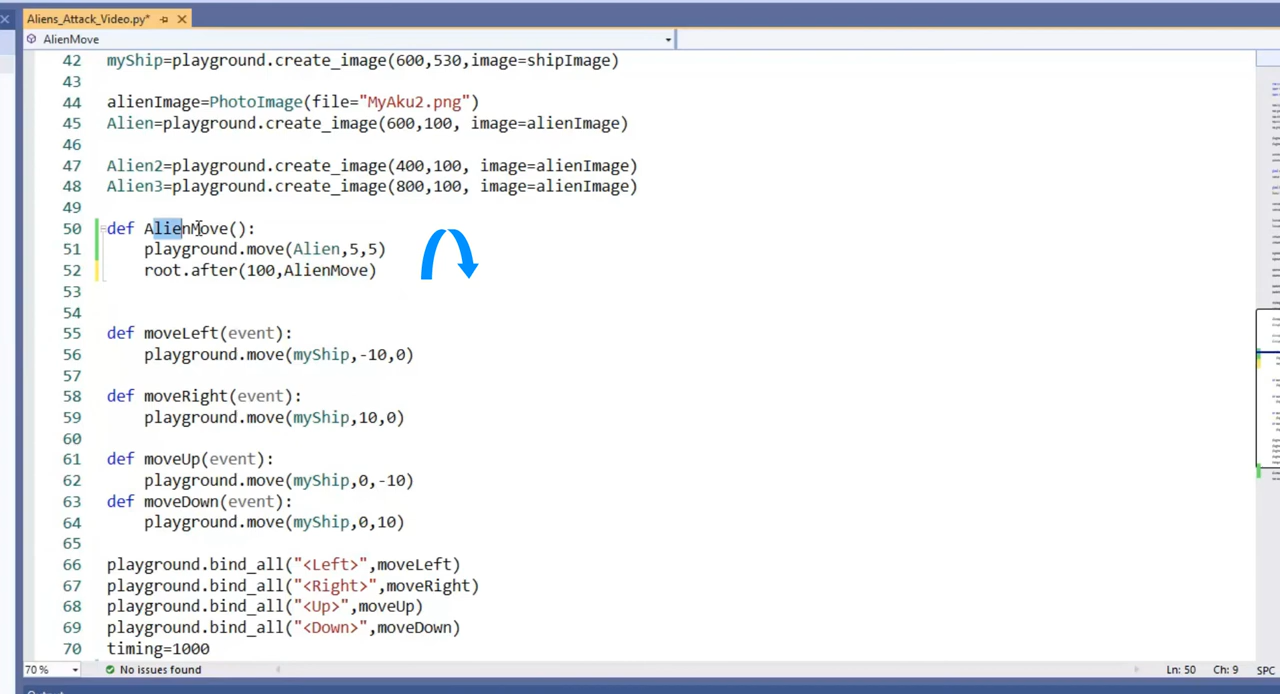 Aliens_Attack_Video.py*
AlienMove
42 myShip=playground.create_image(600,530,image=shipImage)
43
44 alienImage=PhotoImage(file="MyAku2.png")
45 Alien=playground.create_image(600,100, image=alienImage)
46
47 Alien2=playground.create_image(400,100, image=alienImage)
48 Alien3=playground.create_image(800,100, image=alienImage)
49
50 def AlienMove():
51 playground.move(Alien,5,5)
52 root.after(100,AlienMove)
53
54
55 def moveLeft(event):
56 playground.move(myShip,-10,0)
57
58 def moveRight(event):
59 playground.move(myShip,10,0)
60
61 def moveUp(event):
62 playground.move(myShip,0,-10)
63 def moveDown(event):
64 playground.move(myShip,0,10)
65
66 playground.bind_all("<Left>",moveLeft)
67 playground.bind_all("<Right>",moveRight)
68 playground.bind_all("<Up>",moveUp)
69 playground.bind_all("<Down>",moveDown)
70 timing=1000
70 % No issues found Ln: 50 Ch: 9 SPC